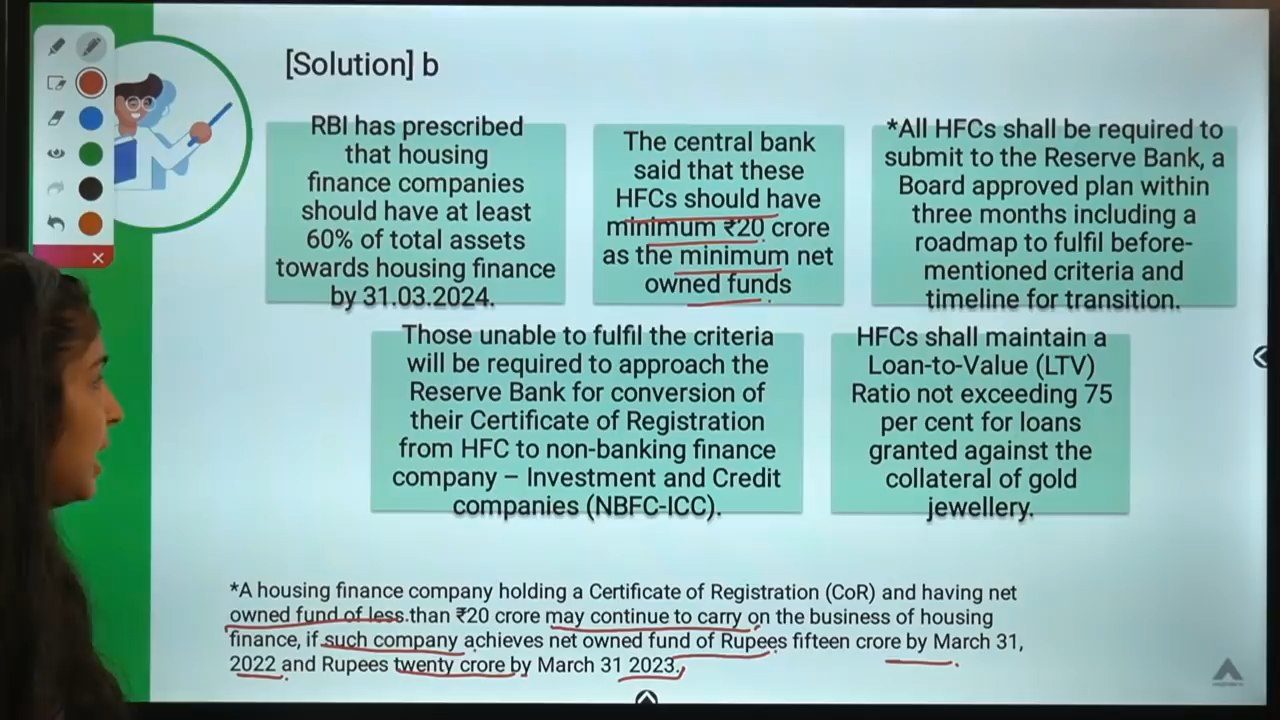 [Solution] b
RBI has prescribed
that housing
finance companies
should have at least
60% of total assets
towards housing finance
by 31.03.2024.
The central bank
said that these
HFCs should have
minimum ₹20 crore
as the minimum net
owned funds
*All HFCs shall be required to
submit to the Reserve Bank, a
Board approved plan within
three months including a
roadmap to fulfil before-
mentioned criteria and
timeline for transition.
Those unable to fulfil the criteria
will be required to approach the
Reserve Bank for conversion of
their Certificate of Registration
from HFC to non-banking finance
company – Investment and Credit
companies (NBFC-ICC).
HFCs shall maintain a
Loan-to-Value (LTV)
Ratio not exceeding 75
per cent for loans
granted against the
collateral of gold
jewellery.
*A housing finance company holding a Certificate of Registration (CoR) and having net
owned fund of less than ₹20 crore may continue to carry on the business of housing
finance, if such company achieves net owned fund of Rupees fifteen crore by March 31,
2022 and Rupees twenty crore by March 31 2023.